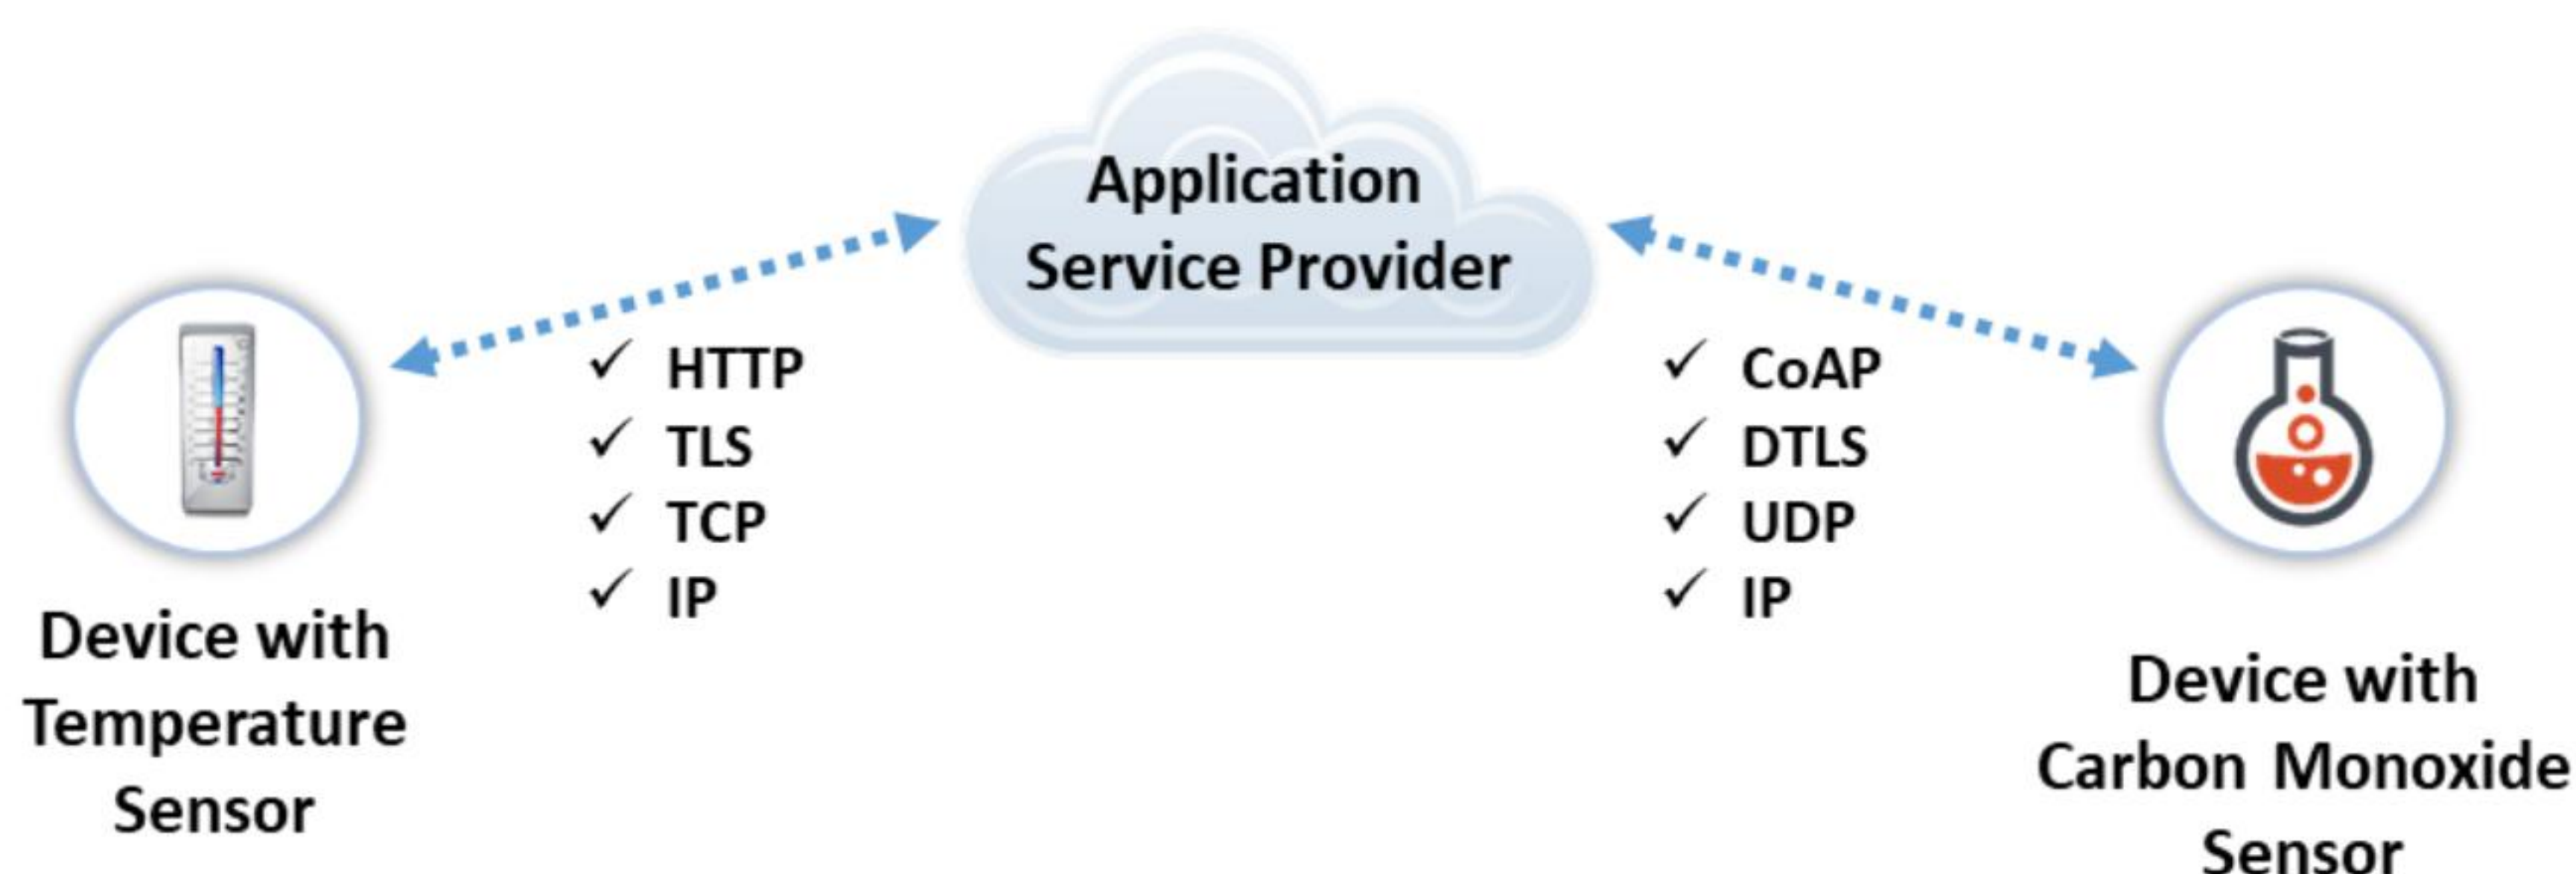 Application
Service Provider
HTTP
TLS
TCP
IP
CoAP
DTLS
UDP
IP
Device with
Temperature
Sensor
Device with
Carbon Monoxide
Sensor